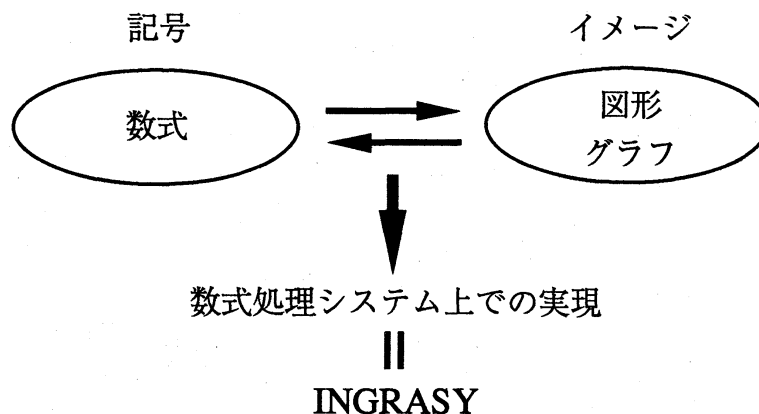 記号
イメージ
数式
図形
グラフ
数式処理システム上での実現
INGRASY